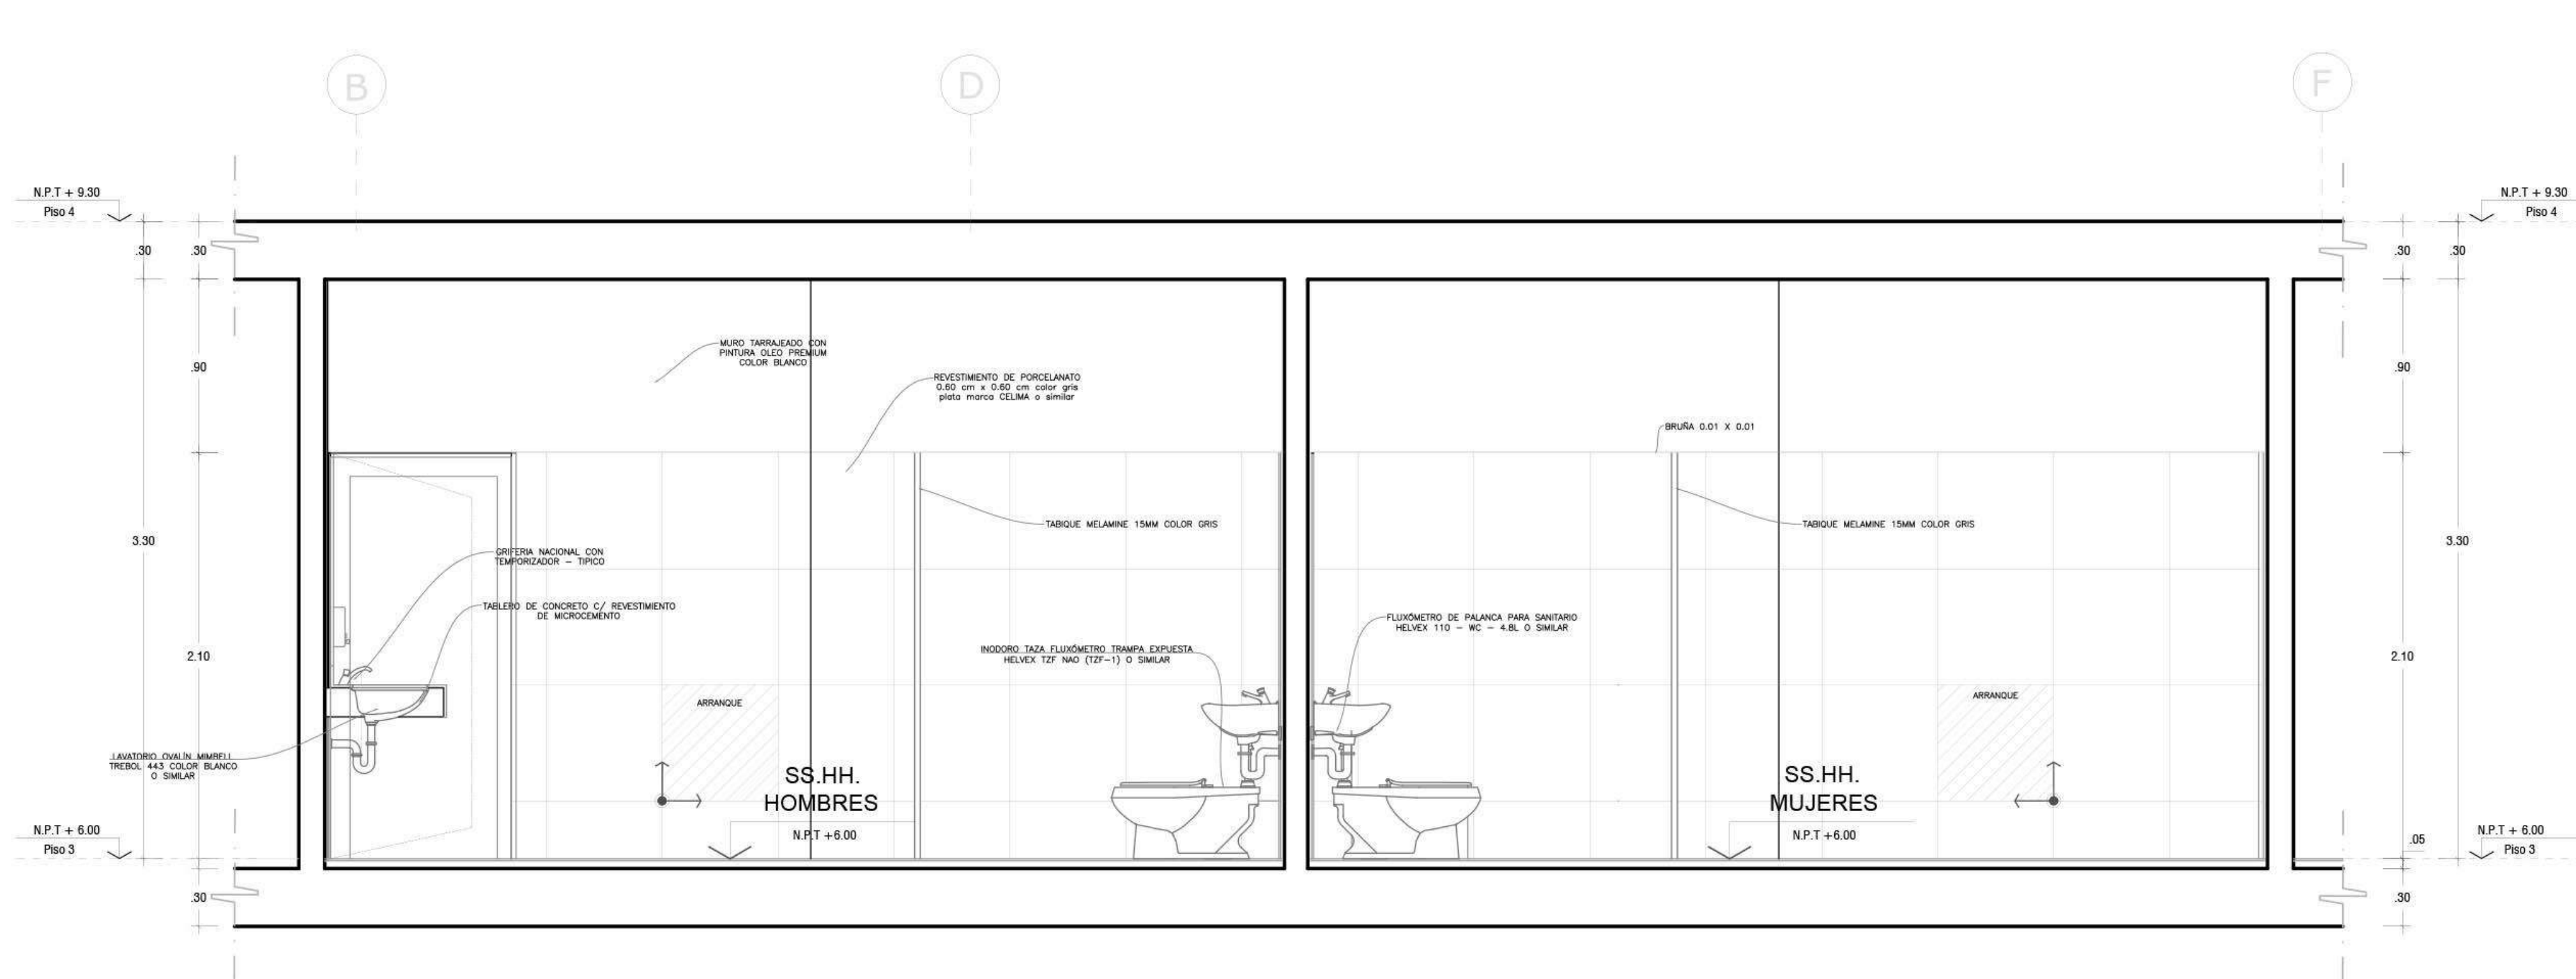 B
D
F
N.P.T + 9.30
Piso 4
N.P.T + 9.30
Piso 4
.30
.30
.30
.30
.90
.90
MURO TARRAJEADO CON
PINTURA OLEO PREMIUM
COLOR BLANCO
REVESTIMIENTO DE PORCELANATO
0.60 cm x 0.60 cm color gris
plata marca CELIMA o similar
BRUÑA 0.01 X 0.01
TABIQUE MELAMINE 15MM COLOR GRIS
TABIQUE MELAMINE 15MM COLOR GRIS
3.30
3.30
GRIFERIA NACIONAL CON
TEMPORIZADOR - TIPICO
TABLERO DE CONCRETO C/ REVESTIMIENTO
DE MICROCEMENTO
FLUXÓMETRO DE PALANCA PARA SANITARIO
HELVEX 110 - WC - 4.8L O SIMILAR
INODORO TAZA FLUXÓMETRO TRAMPA EXPUESTA
HELVEX TZF NAO (TZF-1) O SIMILAR
2.10
2.10
ARRANQUE
ARRANQUE
LAVATORIO OVALÍN MIMBELL
TREBOL 443 COLOR BLANCO
O SIMILAR
SS.HH.
HOMBRES
N.P.T +6.00
SS.HH.
MUJERES
N.P.T +6.00
N.P.T + 6.00
Piso 3
N.P.T + 6.00
Piso 3
.05
.30
.30